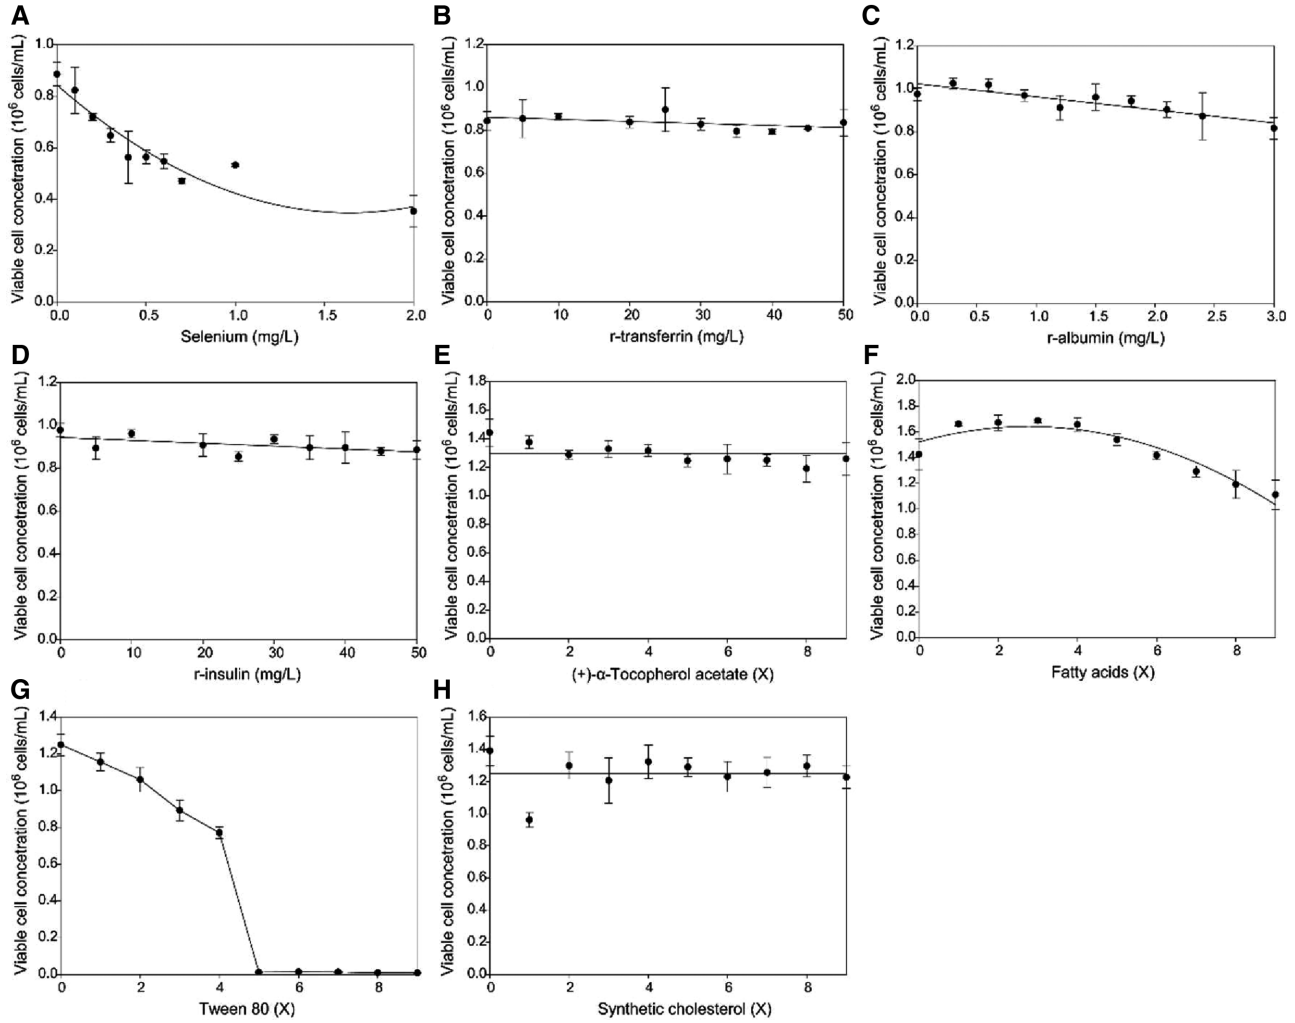 A
B
C
Viable cell concetration (10⁶ cells/mL)
1.0
0.8
0.6
0.4
0.2
0.0
0.0 0.5 1.0 1.5 2.0
Selenium (mg/L)
Viable cell concetration (10⁶ cells/mL)
1.2
1.0
0.8
0.6
0.4
0.2
0.0
0 10 20 30 40 50
r-transferrin (mg/L)
Viable cell concetration (10⁶ cells/mL)
1.2
1.0
0.8
0.6
0.4
0.2
0.0
0.0 0.5 1.0 1.5 2.0 2.5 3.0
r-albumin (mg/L)
D
E
F
Viable cell concetration (10⁶ cells/mL)
1.2
1.0
0.8
0.6
0.4
0.2
0.0
0 10 20 30 40 50
r-insulin (mg/L)
Viable cell concetration (10⁶ cells/mL)
1.8
1.6
1.4
1.2
1.0
0.8
0.6
0.4
0.2
0.0
0 2 4 6 8
(+)-α-Tocopherol acetate (X)
Viable cell concetration (10⁶ cells/mL)
2.0
1.8
1.6
1.4
1.2
1.0
0.8
0.6
0.4
0.2
0.0
0 2 4 6 8
Fatty acids (X)
G
H
Viable cell concetration (10⁶ cells/mL)
1.4
1.2
1.0
0.8
0.6
0.4
0.2
0.0
0 2 4 6 8
Tween 80 (X)
Viable cell concetration (10⁶ cells/mL)
1.6
1.4
1.2
1.0
0.8
0.6
0.4
0.2
0.0
0 2 4 6 8
Synthetic cholesterol (X)